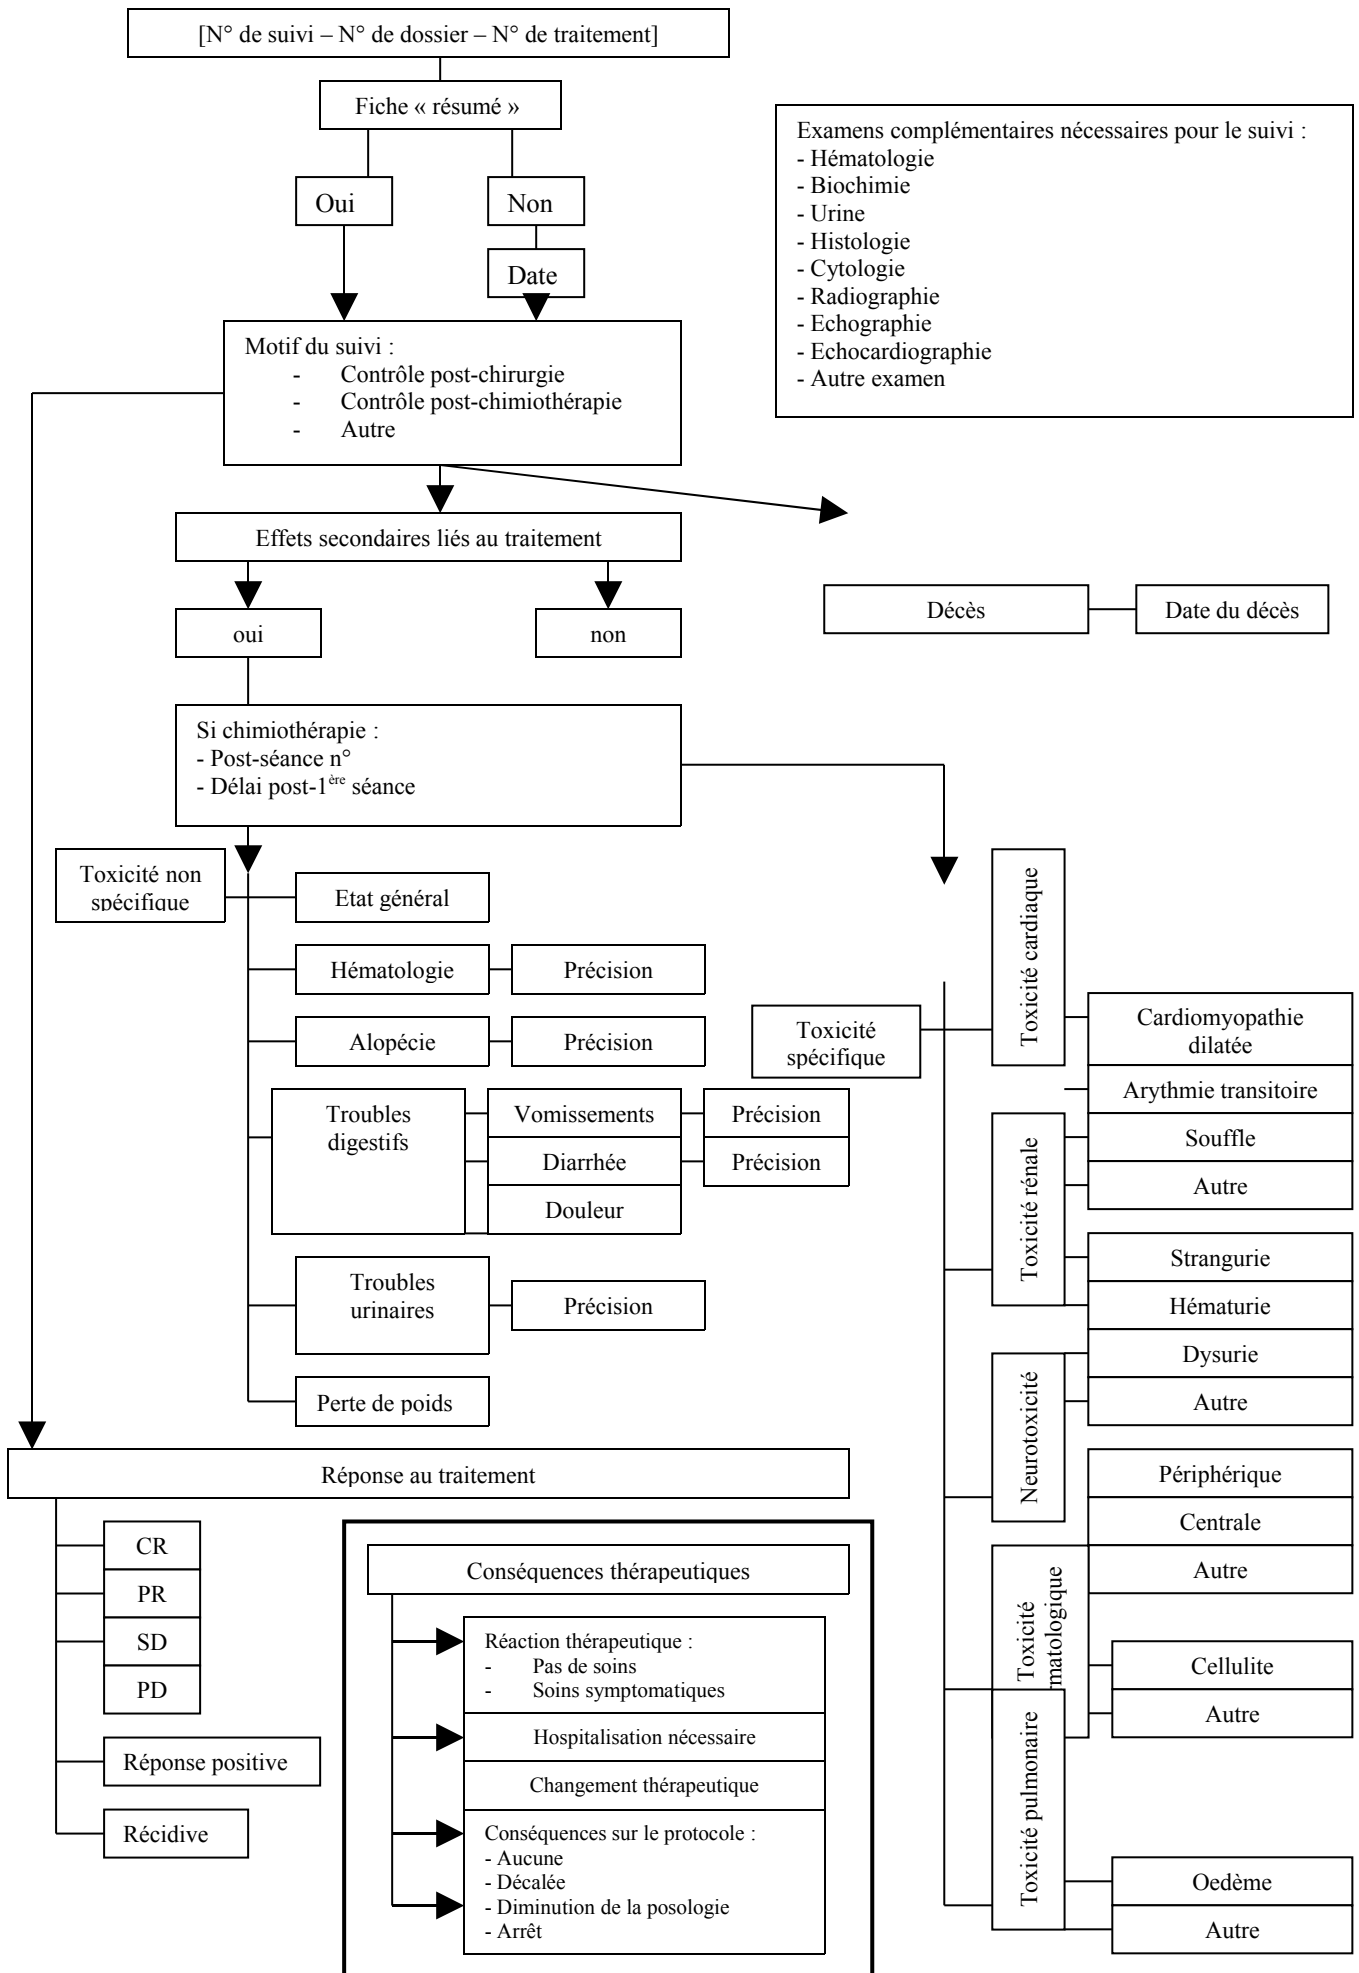 [N° de suivi – N° de dossier – N° de traitement]
Fiche « résumé »
Oui
Non
Date
Examens complémentaires nécessaires pour le suivi :
- Hématologie
- Biochimie
- Urine
- Histologie
- Cytologie
- Radiographie
- Echographie
- Echocardiographie
- Autre examen
Motif du suivi :
- Contrôle post-chirurgie
- Contrôle post-chimiothérapie
- Autre
Effets secondaires liés au traitement
oui
non
Décès
Date du décès
Si chimiothérapie :
- Post-séance n°
- Délai post-1ère séance
Toxicité non
spécifique
Etat général
Hématologie
Précision
Alopécie
Précision
Troubles
digestifs
Vomissements
Précision
Diarrhée
Précision
Douleur
Troubles
urinaires
Précision
Perte de poids
Toxicité
spécifique
Toxicité cardiaque
Cardiomyopathie
dilatée
Arythmie transitoire
Souffle
Autre
Toxicité rénale
Strangurie
Hématurie
Dysurie
Autre
Neurotoxicité
Périphérique
Centrale
Autre
Toxicité
rmatologique
Cellulite
Autre
Toxicité pulmonaire
Oedème
Autre
Réponse au traitement
CR
PR
SD
PD
Réponse positive
Récidive
Conséquences thérapeutiques
Réaction thérapeutique :
- Pas de soins
- Soins symptomatiques
Hospitalisation nécessaire
Changement thérapeutique
Conséquences sur le protocole :
- Aucune
- Décalée
- Diminution de la posologie
- Arrêt